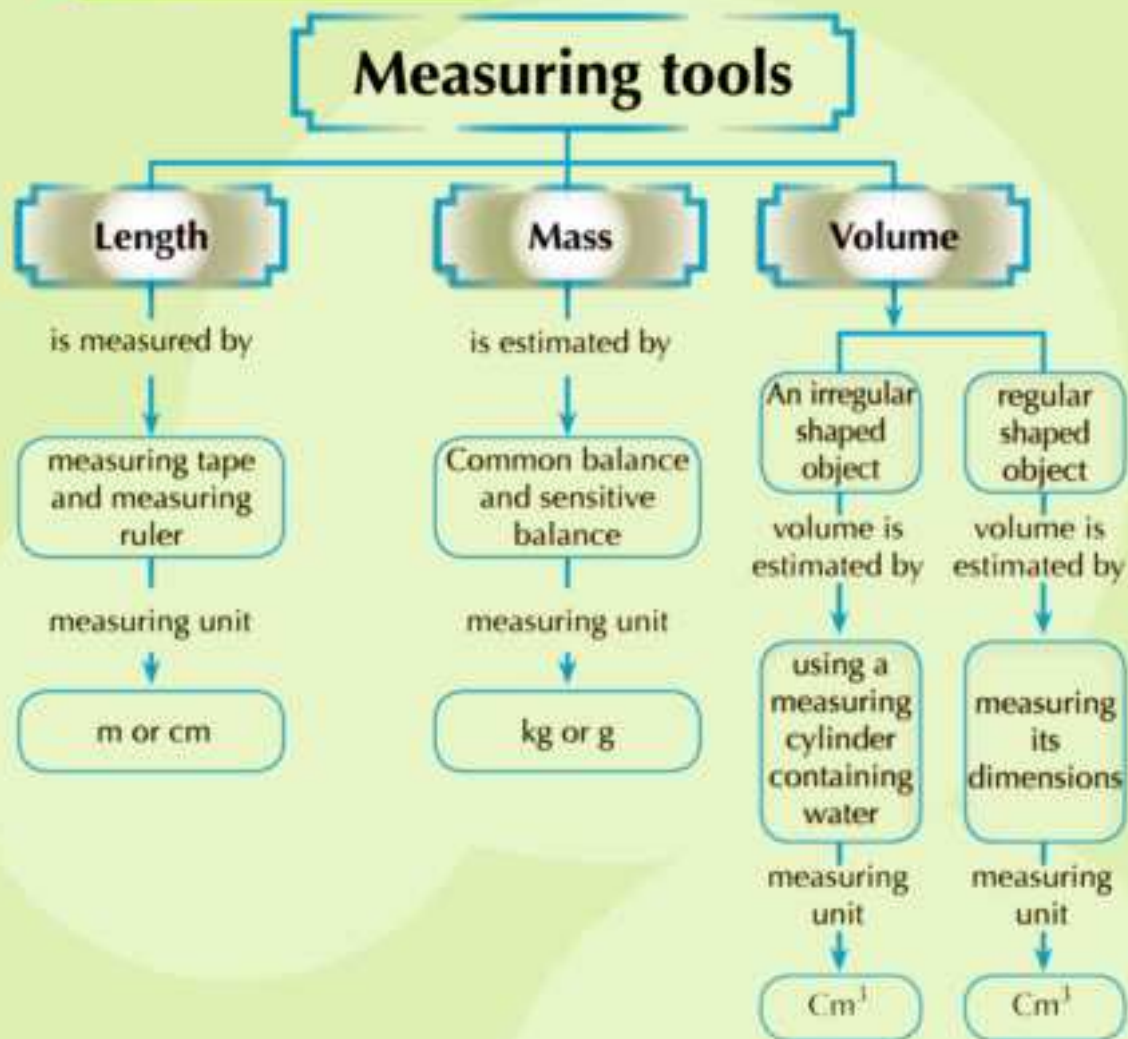 Measuring tools
Length
is measured by
measuring tape
and measuring
ruler
measuring unit
m or cm
Mass
is estimated by
Common balance
and sensitive
balance
measuring unit
kg or g
Volume
An irregular
shaped
object
volume is
estimated by
using a
measuring
cylinder
containing
water
measuring
unit
Cm³
regular
shaped
object
volume is
estimated by
measuring
its
dimensions
measuring
unit
Cm³